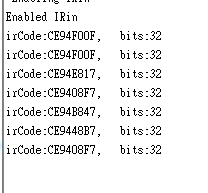 Enabling IRin
Enabled IRin
irCode:CE94F00F,   bits:32
irCode:CE94F00F,   bits:32
irCode:CE94E817,   bits:32
irCode:CE9408F7,   bits:32
irCode:CE94B847,   bits:32
irCode:CE9448B7,   bits:32
irCode:CE9408F7,   bits:32